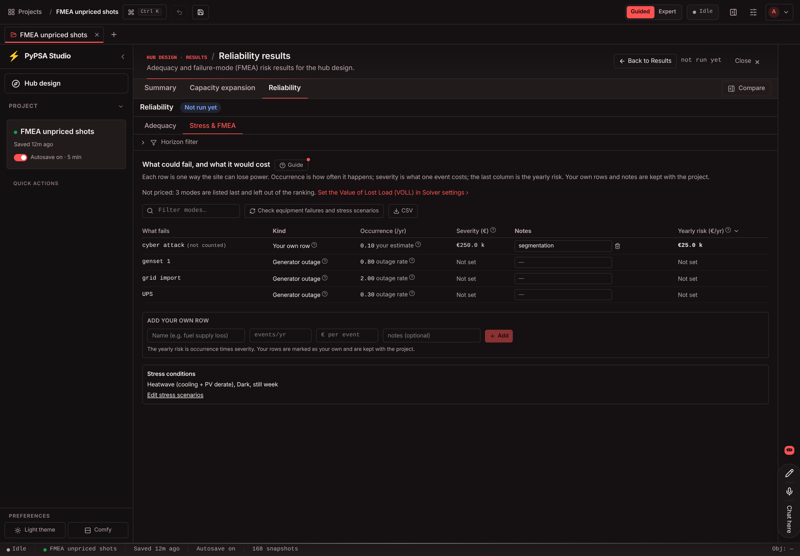 Projects / FMEA unpriced shots ⌘ Ctrl K Guided Expert Idle A
FMEA unpriced shots × +
PyPSA Studio
HUB DESIGN · RESULTS / Reliability results
Adequacy and failure-mode (FMEA) risk results for the hub design.
← Back to Results not run yet Close ×
Hub design
Summary Capacity expansion Reliability Compare
PROJECT
Reliability Not run yet
FMEA unpriced shots
Saved 12m ago
Autosave on · 5 min
Adequacy Stress & FMEA
› Horizon filter
QUICK ACTIONS
What could fail, and what it would cost Guide
Each row is one way the site can lose power. Occurrence is how often it happens; severity is what one event costs; the last column is the yearly risk. Your own rows and notes are kept with the project.
Not priced: 3 modes are listed last and left out of the ranking. Set the Value of Lost Load (VOLL) in Solver settings ›
Filter modes… Check equipment failures and stress scenarios CSV
What fails Kind Occurrence (/yr) Severity (€) Notes Yearly risk (€/yr)
cyber attack (not counted) Your own row 0.10 your estimate €250.0 k segmentation €25.0 k
genset 1 Generator outage 0.80 outage rate Not set — Not set
grid import Generator outage 2.00 outage rate Not set — Not set
UPS Generator outage 0.30 outage rate Not set — Not set
ADD YOUR OWN ROW
Name (e.g. fuel supply loss) events/yr € per event notes (optional) + Add
The yearly risk is occurrence times severity. Your rows are marked as your own and are kept with the project.
Stress conditions
Heatwave (cooling + PV derate), Dark, still week
Edit stress scenarios
Chat here
PREFERENCES
Light theme Comfy
Idle FMEA unpriced shots Saved 12m ago Autosave on 168 snapshots Obj: —